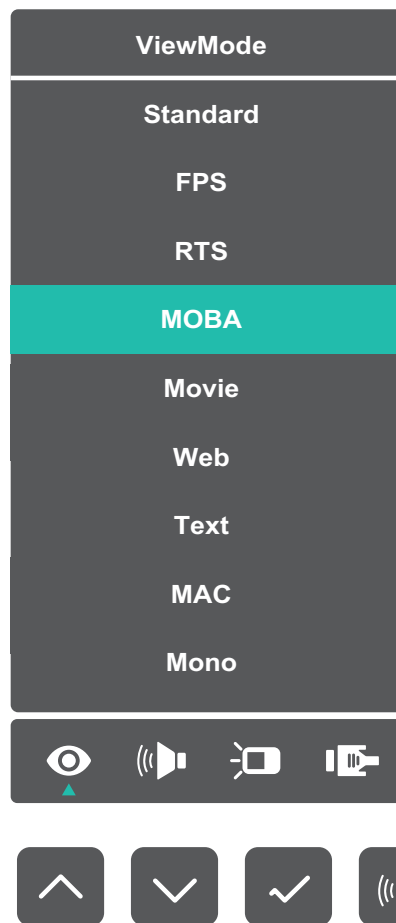 ViewMode
Standard
FPS
RTS
MOBA
Movie
Web
Text
MAC
Mono